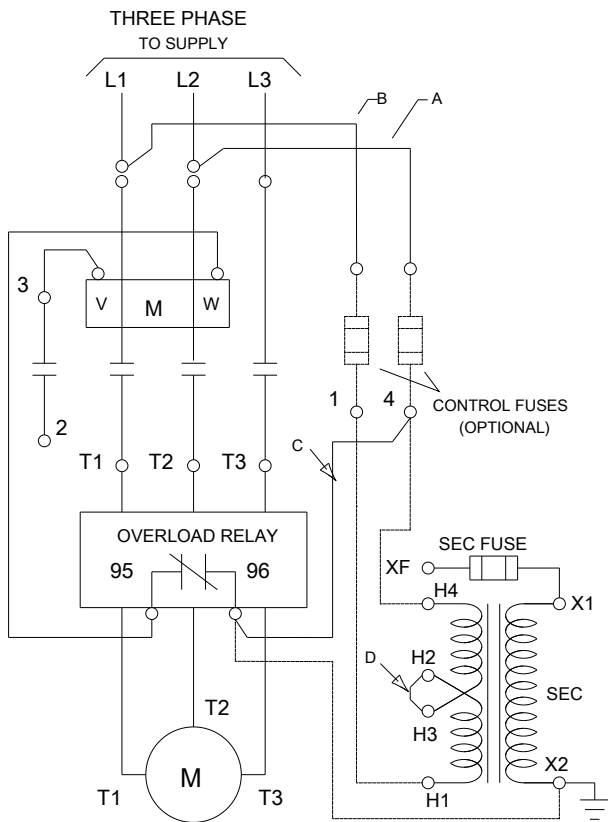 THREE PHASE
TO SUPPLY
L1 L2 L3
B A
3
V M W
2
1 4
CONTROL FUSES
(OPTIONAL)
T1 T2 T3
C
OVERLOAD RELAY
95 96
SEC FUSE
XF
H4
X1
D
H2
H3
SEC
T2
M
T1 T3
H1
X2